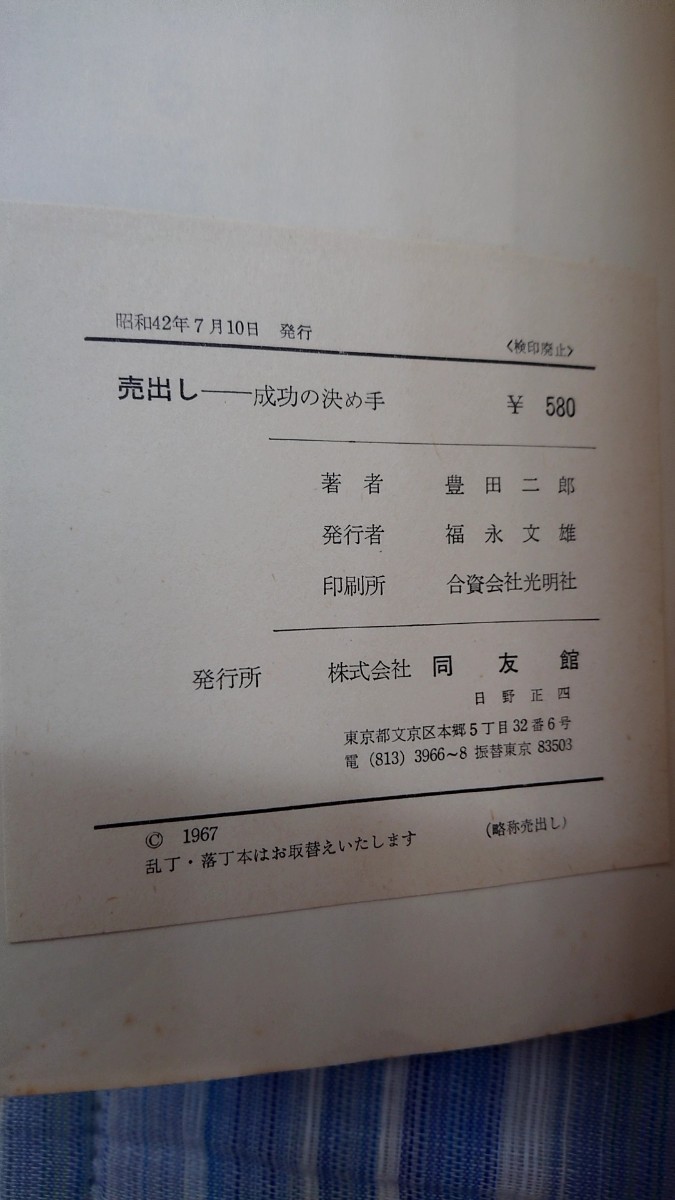 昭和42年7月10日 発行
〈検印廃止〉
売出し——成功の決め手 ¥ 580
著者 豊田二郎
発行者 福永文雄
印刷所 合資会社光明社
発行所 株式会社 同友館
日野正四
東京都文京区本郷5丁目32番6号
電 (813) 3966〜8 振替東京 83503
© 1967 (略称売出し)
乱丁・落丁本はお取替えいたします